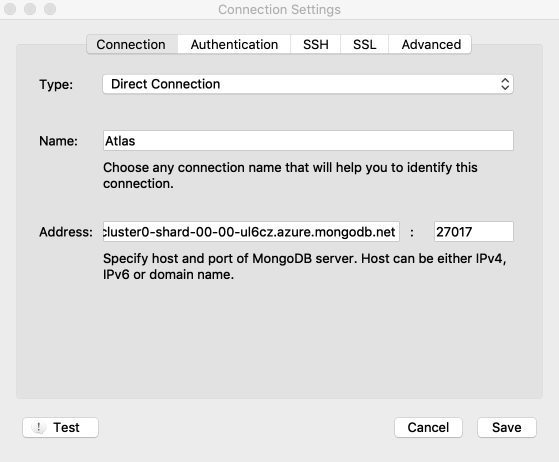 Connection Settings
Connection Authentication SSH SSL Advanced
Type: Direct Connection
Name: Atlas
Choose any connection name that will help you to identify this
connection.
Address: cluster0-shard-00-00-ul6cz.azure.mongodb.net : 27017
Specify host and port of MongoDB server. Host can be either IPv4,
IPv6 or domain name.
! Test Cancel Save